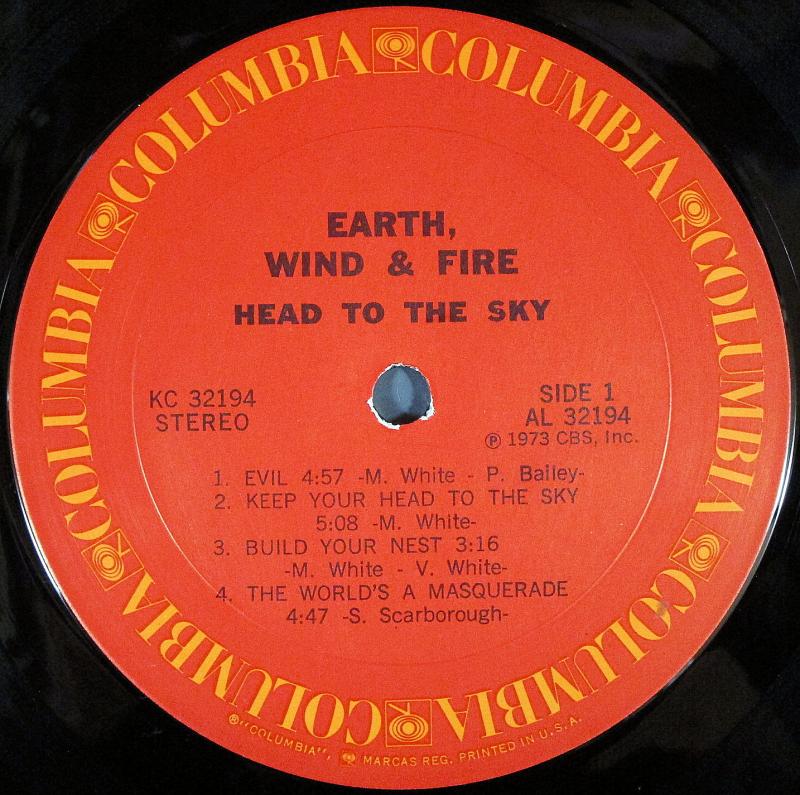 COLUMBIA COLUMBIA COLUMBIA COLUMBIA COLUMBIA COLUMBIA COLUMBIA COLUMBIA
EARTH,
WIND & FIRE
HEAD TO THE SKY
KC 32194
STEREO
SIDE 1
AL 32194
℗ 1973 CBS, Inc.
1. EVIL 4:57 -M. White - P. Bailey-
2. KEEP YOUR HEAD TO THE SKY
5:08 -M. White-
3. BUILD YOUR NEST 3:16
-M. White - V. White-
4. THE WORLD'S A MASQUERADE
4:47 -S. Scarborough-
®"COLUMBIA", MARCAS REG. PRINTED IN U.S.A.